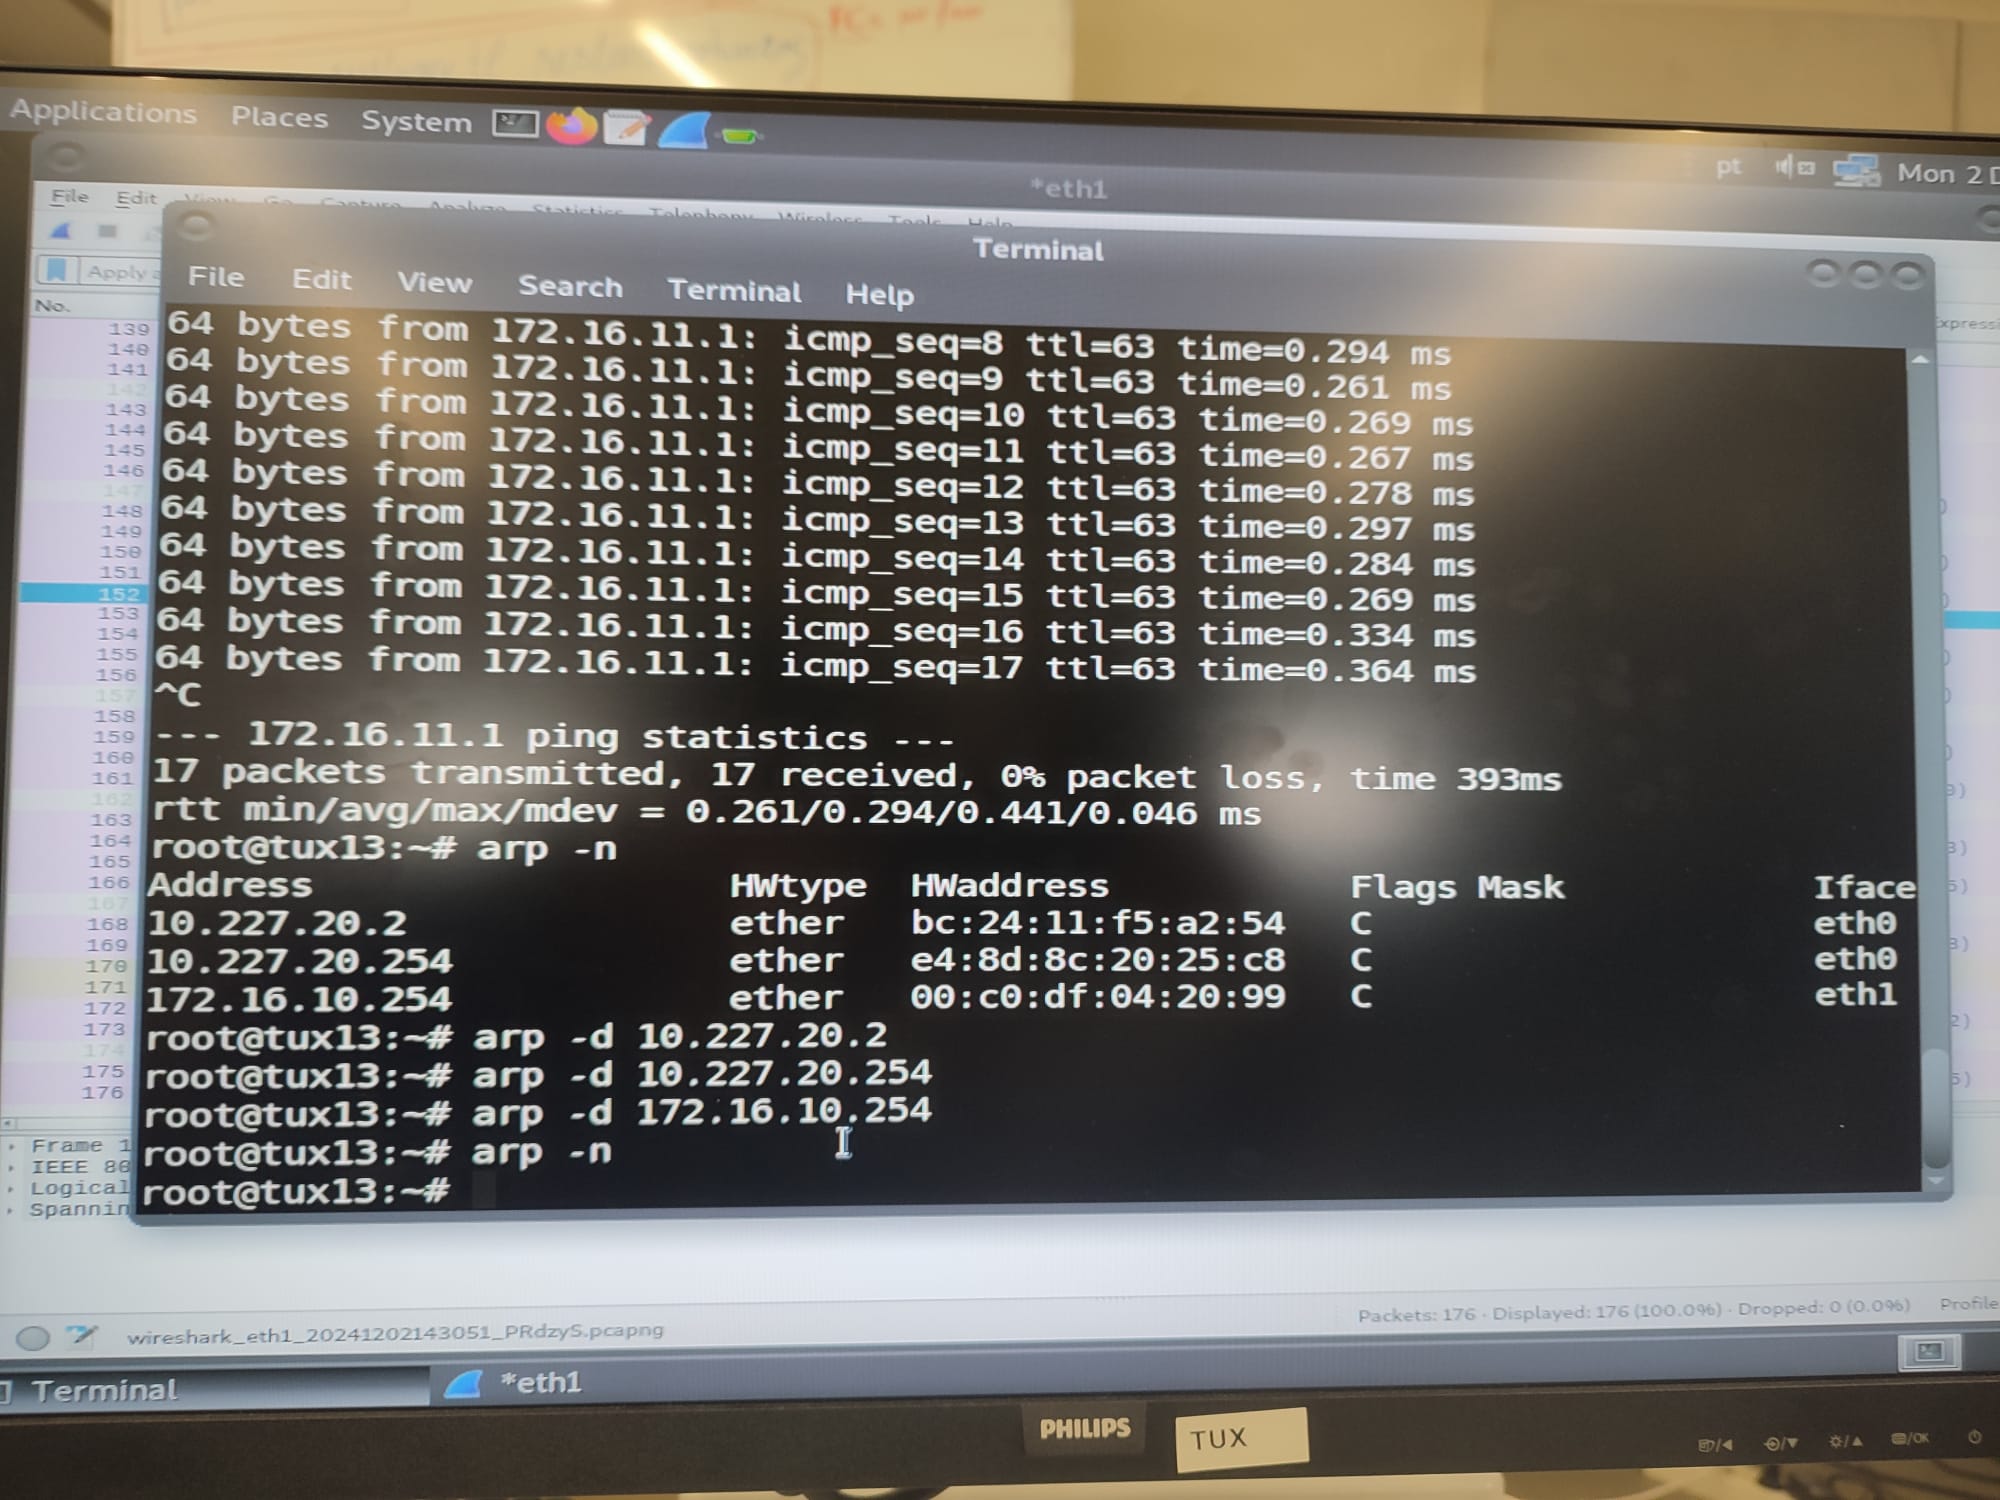 Applications Places System
pt Mon 2
*eth1
File Edit View Go Capture Analyze Statistics Telephony Wireless Tools Help
Terminal
Apply a
File Edit View Search Terminal Help
No.
xpressi
139
140
141
142
143
144
145
146
147
148
149
150
151
152
153
154
155
156
157
158
159
160
161
162
163
164
165
166
167
168
169
170
171
172
173
174
175
176
64 bytes from 172.16.11.1: icmp_seq=8 ttl=63 time=0.294 ms
64 bytes from 172.16.11.1: icmp_seq=9 ttl=63 time=0.261 ms
64 bytes from 172.16.11.1: icmp_seq=10 ttl=63 time=0.269 ms
64 bytes from 172.16.11.1: icmp_seq=11 ttl=63 time=0.267 ms
64 bytes from 172.16.11.1: icmp_seq=12 ttl=63 time=0.278 ms
64 bytes from 172.16.11.1: icmp_seq=13 ttl=63 time=0.297 ms
64 bytes from 172.16.11.1: icmp_seq=14 ttl=63 time=0.284 ms
64 bytes from 172.16.11.1: icmp_seq=15 ttl=63 time=0.269 ms
64 bytes from 172.16.11.1: icmp_seq=16 ttl=63 time=0.334 ms
64 bytes from 172.16.11.1: icmp_seq=17 ttl=63 time=0.364 ms
^C
--- 172.16.11.1 ping statistics ---
17 packets transmitted, 17 received, 0% packet loss, time 393ms
rtt min/avg/max/mdev = 0.261/0.294/0.441/0.046 ms
root@tux13:~# arp -n
Address HWtype HWaddress Flags Mask Iface
10.227.20.2 ether bc:24:11:f5:a2:54 C eth0
10.227.20.254 ether e4:8d:8c:20:25:c8 C eth0
172.16.10.254 ether 00:c0:df:04:20:99 C eth1
root@tux13:~# arp -d 10.227.20.2
root@tux13:~# arp -d 10.227.20.254
root@tux13:~# arp -d 172.16.10.254
root@tux13:~# arp -n
root@tux13:~#
Frame 1
IEEE 80
Logical
Spannin
Packets: 176 · Displayed: 176 (100.0%) · Dropped: 0 (0.0%) Profile
wireshark_eth1_20241202143051_PRdzyS.pcapng
Terminal *eth1
PHILIPS
TUX
/OK